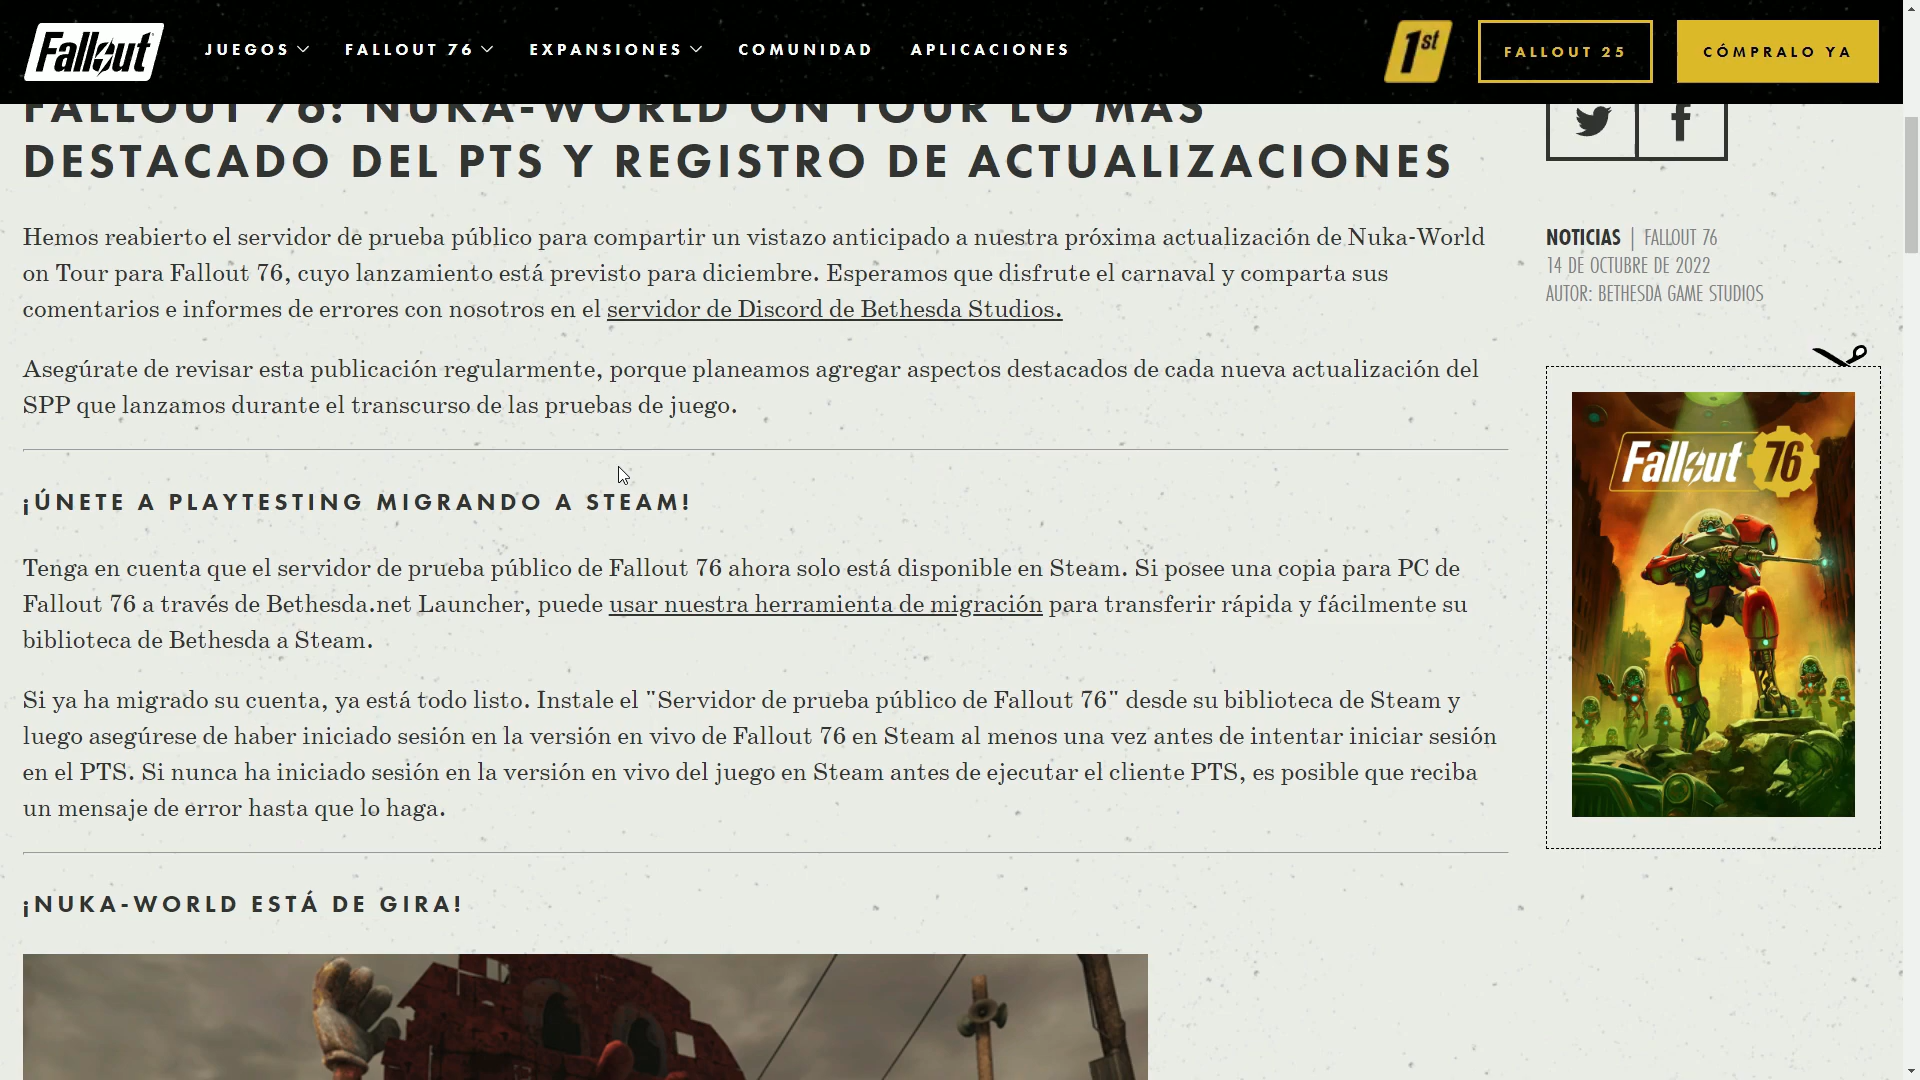 Fallout
JUEGOS
FALLOUT 76
EXPANSIONES
COMUNIDAD
APLICACIONES
1st
FALLOUT 25
CÓMPRALO YA
FALLOUT 76: NUKA-WORLD ON TOUR LO MÁS
DESTACADO DEL PTS Y REGISTRO DE ACTUALIZACIONES
Hemos reabierto el servidor de prueba público para compartir un vistazo anticipado a nuestra próxima actualización de Nuka-World
on Tour para Fallout 76, cuyo lanzamiento está previsto para diciembre. Esperamos que disfrute el carnaval y comparta sus
comentarios e informes de errores con nosotros en el servidor de Discord de Bethesda Studios.
Asegúrate de revisar esta publicación regularmente, porque planeamos agregar aspectos destacados de cada nueva actualización del
SPP que lanzamos durante el transcurso de las pruebas de juego.
¡ÚNETE A PLAYTESTING MIGRANDO A STEAM!
Tenga en cuenta que el servidor de prueba público de Fallout 76 ahora solo está disponible en Steam. Si posee una copia para PC de
Fallout 76 a través de Bethesda.net Launcher, puede usar nuestra herramienta de migración para transferir rápida y fácilmente su
biblioteca de Bethesda a Steam.
Si ya ha migrado su cuenta, ya está todo listo. Instale el "Servidor de prueba público de Fallout 76" desde su biblioteca de Steam y
luego asegúrese de haber iniciado sesión en la versión en vivo de Fallout 76 en Steam al menos una vez antes de intentar iniciar sesión
en el PTS. Si nunca ha iniciado sesión en la versión en vivo del juego en Steam antes de ejecutar el cliente PTS, es posible que reciba
un mensaje de error hasta que lo haga.
¡NUKA-WORLD ESTÁ DE GIRA!
NOTICIAS | FALLOUT 76
14 DE OCTUBRE DE 2022
AUTOR: BETHESDA GAME STUDIOS
Fallout 76